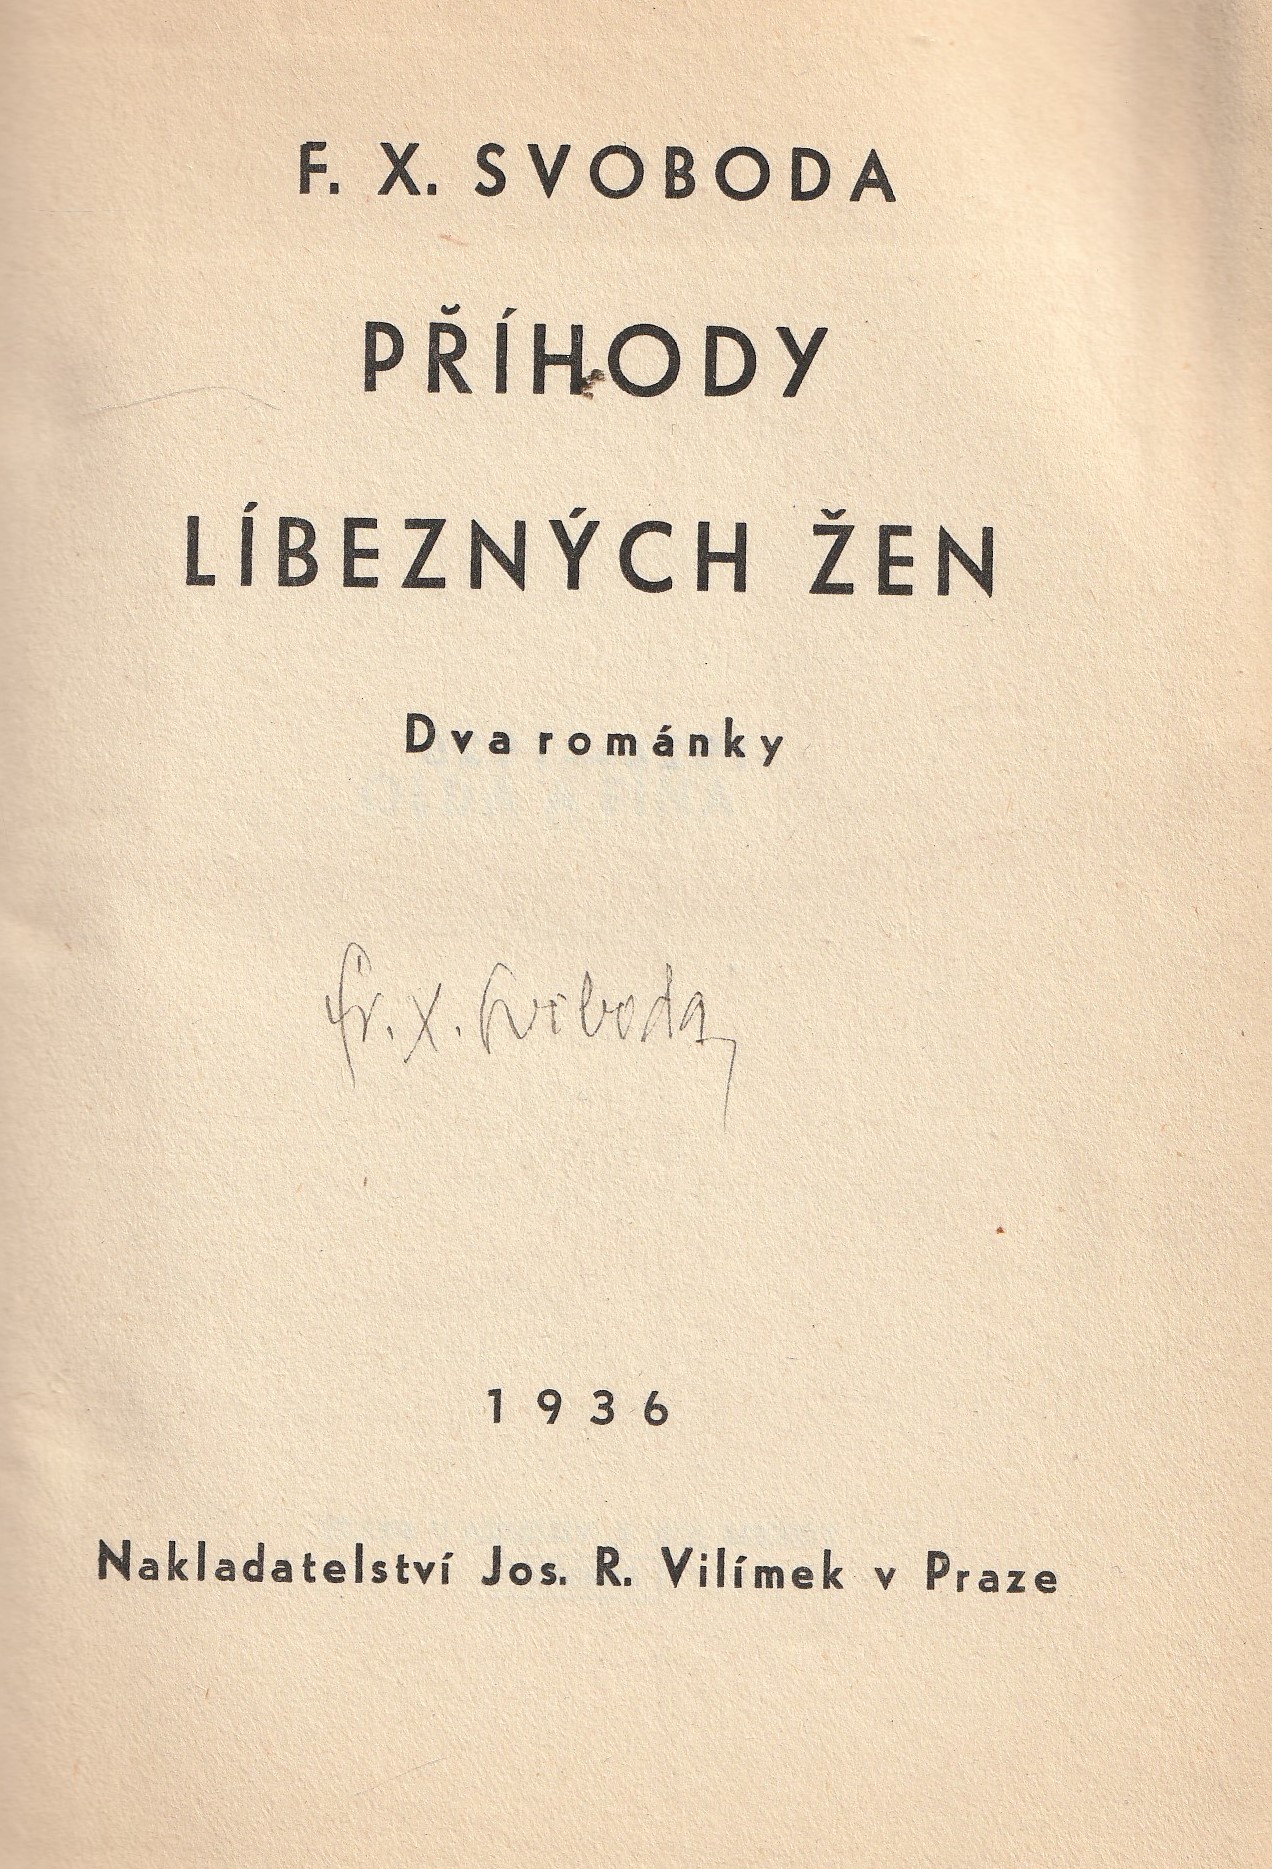 F. X. SVOBODA
PŘÍHODY
LÍBEZNÝCH ŽEN
Dva románky
Fr. X. Svoboda
1936
Nakladatelství Jos. R. Vilímek v Praze